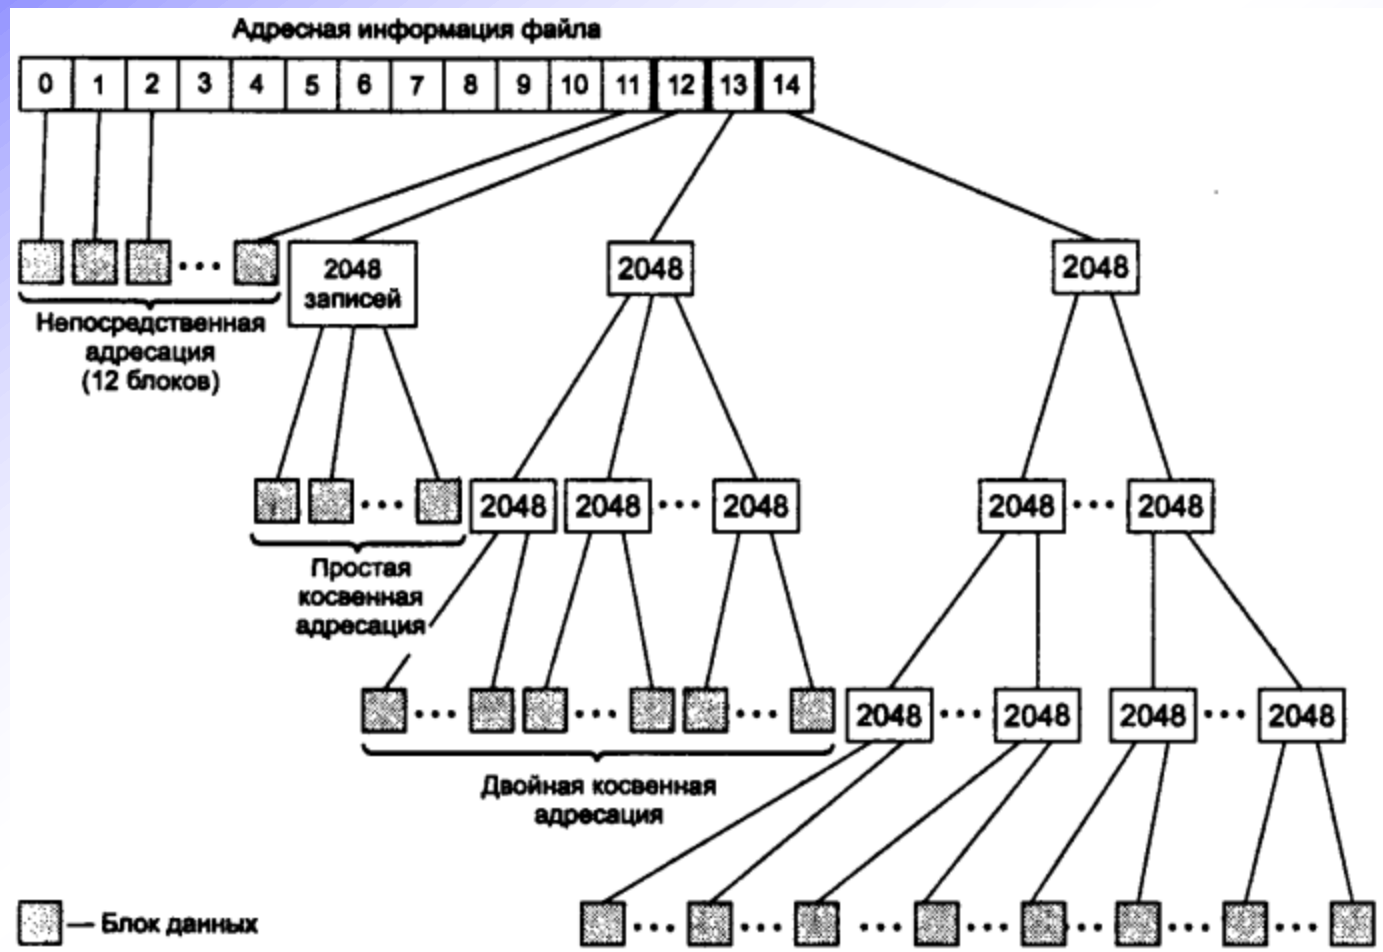 Адресная информация файла
0 1 2 3 4 5 6 7 8 9 10 11 12 13 14
2048
записей
2048
2048
Непосредственная
адресация
(12 блоков)
2048 2048 2048 2048 2048
Простая
косвенная
адресация
2048 2048 2048 2048
Двойная косвенная
адресация
— Блок данных